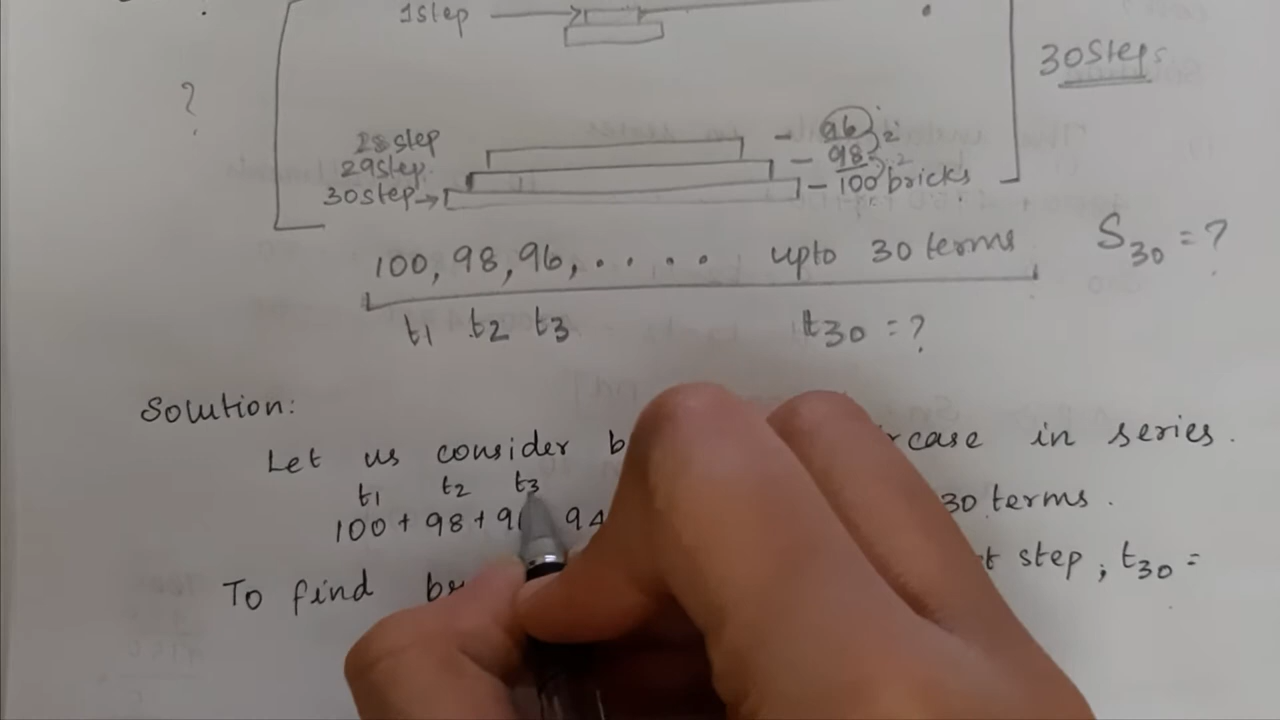 ?
1step
30steps
28step - 96 2
29step - 98 2
30step → - 100 bricks
100, 98, 96, . . . . . upto 30 terms S30 = ?
t1 t2 t3 t30 = ?
Solution:
Let us consider in series.
t1 t2 t3
100 + 98 + 94 30 terms.
To find step, t30 =